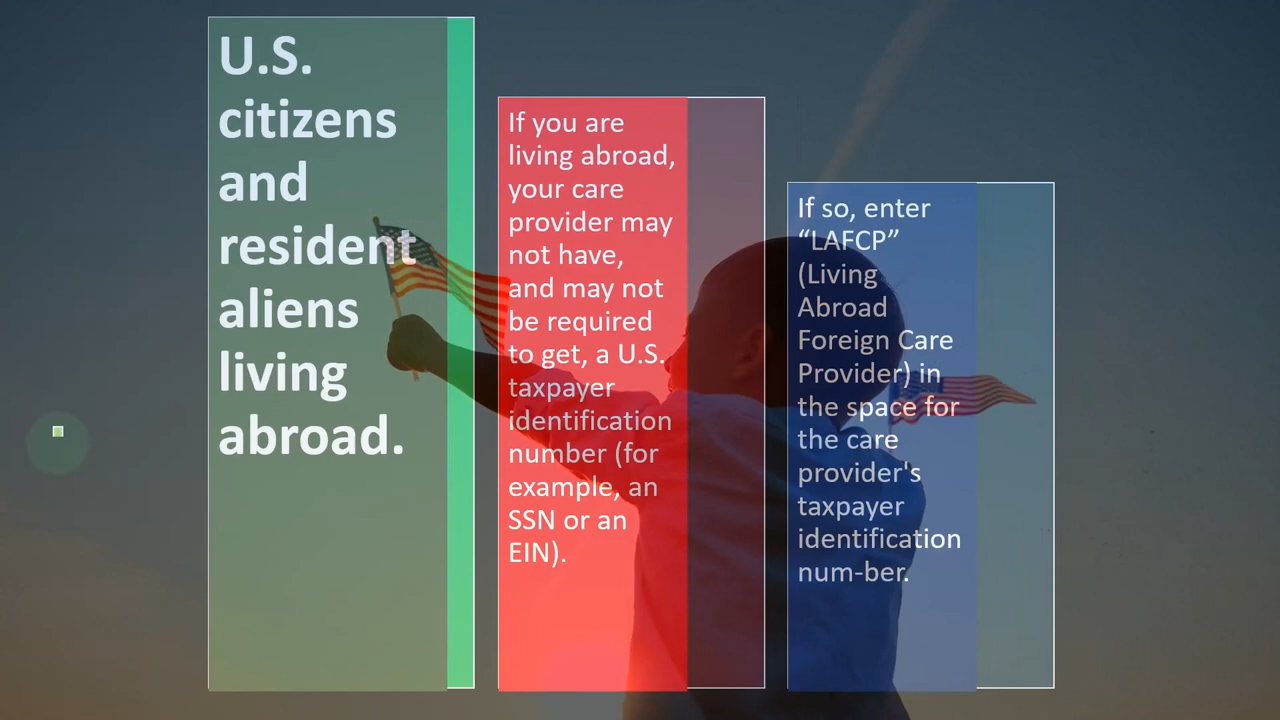 U.S.
citizens
and
resident
aliens
living
abroad.
If you are
living abroad,
your care
provider may
not have,
and may not
be required
to get, a U.S.
taxpayer
identification
number (for
example, an
SSN or an
EIN).
If so, enter
“LAFCP”
(Living
Abroad
Foreign Care
Provider) in
the space for
the care
provider's
taxpayer
identification
num-ber.